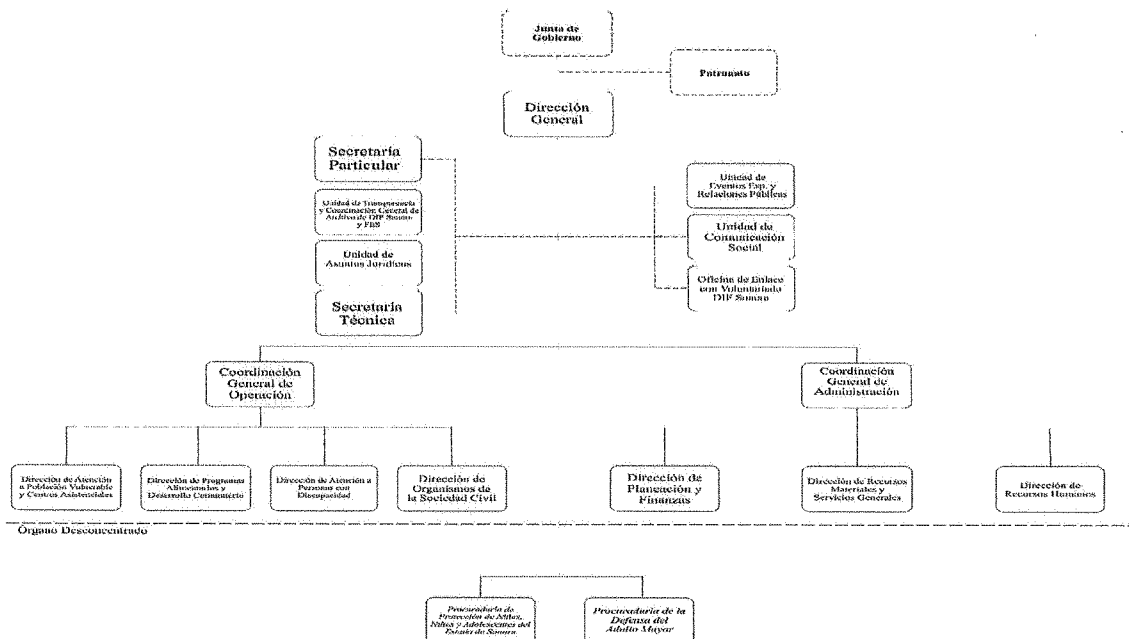 Junta de
Gobierno
Patronato
Dirección
General
Secretaría
Particular
Unidad de Transparencia
y Coordinación General de
Archivo de DIF Sonora
y FBS
Unidad de
Asuntos Jurídicos
Secretaría
Técnica
Unidad de
Eventos Esp. y
Relaciones Públicas
Unidad de
Comunicación
Social
Oficina de Enlace
con Voluntariado
DIF Sonora
Coordinación
General de
Operación
Coordinación
General de
Administración
Dirección de Atención
a Población Vulnerable
y Centros Asistenciales
Dirección de Programas
Alimentarios y
Desarrollo Comunitario
Dirección de Atención a
Personas con
Discapacidad
Dirección de
Organismos de
la Sociedad Civil
Dirección de
Planeación y
Finanzas
Dirección de Recursos
Materiales y
Servicios Generales
Dirección de
Recursos Humanos
Órgano Desconcentrado
Procuraduría de
Protección de Niñas,
Niños y Adolescentes del
Estado de Sonora
Procuraduría de la
Defensa del
Adulto Mayor